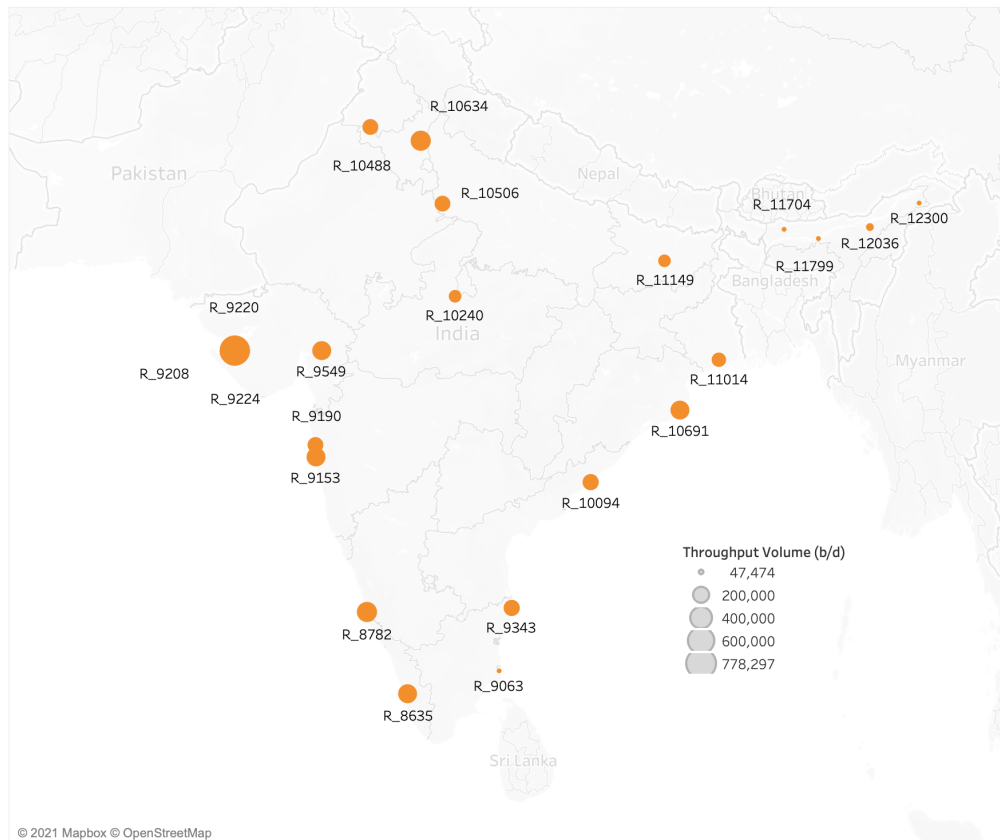 R_10634
R_10488
Pakistan
Nepal
R_10506
Bhutan
R_11704
R_12300
R_12036
R_11799
R_11149
Bangladesh
R_9220
R_10240
India
R_9549
R_9208
Myanmar
R_11014
R_9224
R_9190
R_10691
R_9153
R_10094
Throughput Volume (b/d)
47,474
200,000
400,000
600,000
778,297
R_9343
R_8782
R_9063
R_8635
Sri Lanka
© 2021 Mapbox © OpenStreetMap